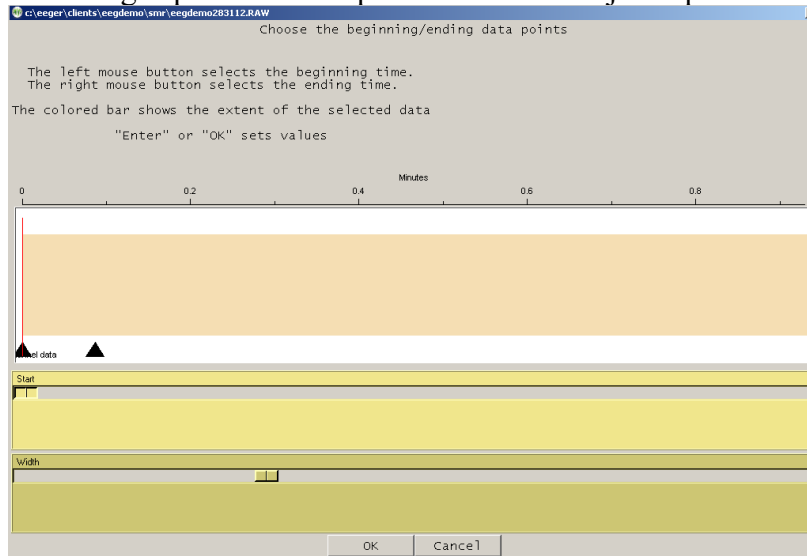 c:\eeger\clients\eegdemo\smr\eegdemo283112.RAW
Choose the beginning/ending data points
The left mouse button selects the beginning time.
The right mouse button selects the ending time.
The colored bar shows the extent of the selected data
"Enter" or "OK" sets values
Minutes
0 0.2 0.4 0.6 0.8
data
Start
Width
OK Cancel